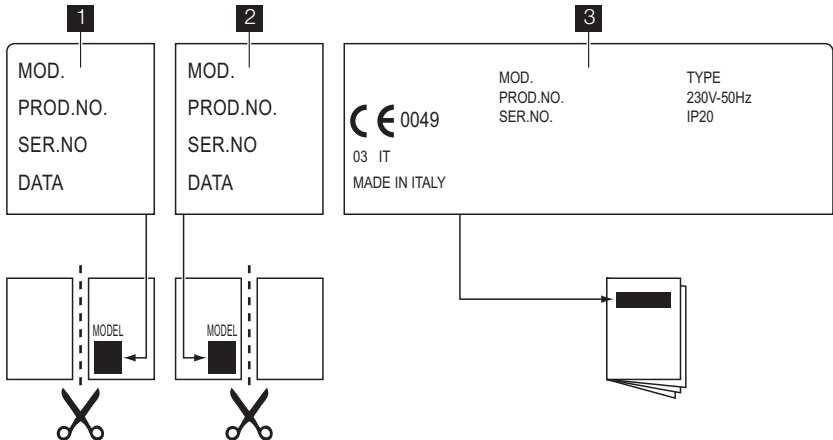 1
MOD.
PROD.NO.
SER.NO
DATA
2
MOD.
PROD.NO.
SER.NO
DATA
3
CE 0049
03 IT
MADE IN ITALY
MOD.
PROD.NO.
SER.NO.
TYPE
230V-50Hz
IP20
MODEL
MODEL